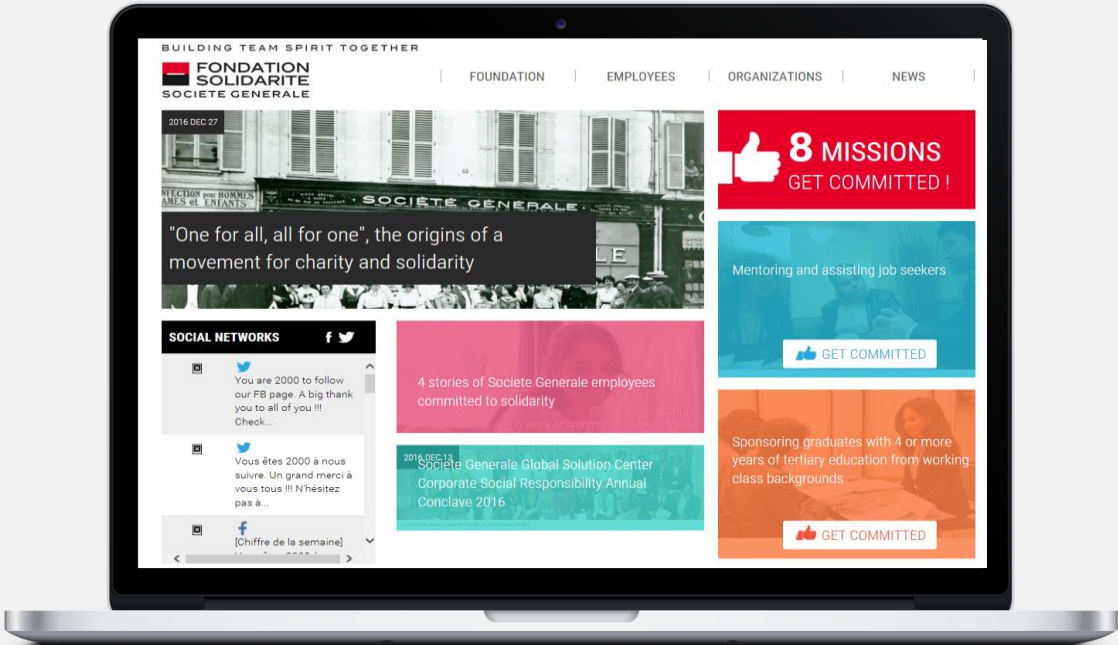 BUILDING TEAM SPIRIT TOGETHER
FONDATION
SOLIDARITE
SOCIETE GENERALE
FOUNDATION
EMPLOYEES
ORGANIZATIONS
NEWS
2016 DEC 27
CONFECTION pour HOMMES
DAMES et ENFANTS
SOCIÉTÉ GÉNÉRALE
"One for all, all for one", the origins of a
movement for charity and solidarity
8 MISSIONS
GET COMMITTED !
Mentoring and assisting job seekers
GET COMMITTED
SOCIAL NETWORKS
You are 2000 to follow
our FB page. A big thank
you to all of you !!!
Check...
Vous êtes 2000 à nous
suivre. Un grand merci à
vous tous !!! N'hésitez
pas à...
[Chiffre de la semaine]
4 stories of Societe Generale employees
committed to solidarity
2016 DEC 13
Societe Generale Global Solution Center
Corporate Social Responsibility Annual
Conclave 2016
Sponsoring graduates with 4 or more
years of tertiary education from working
class backgrounds
GET COMMITTED